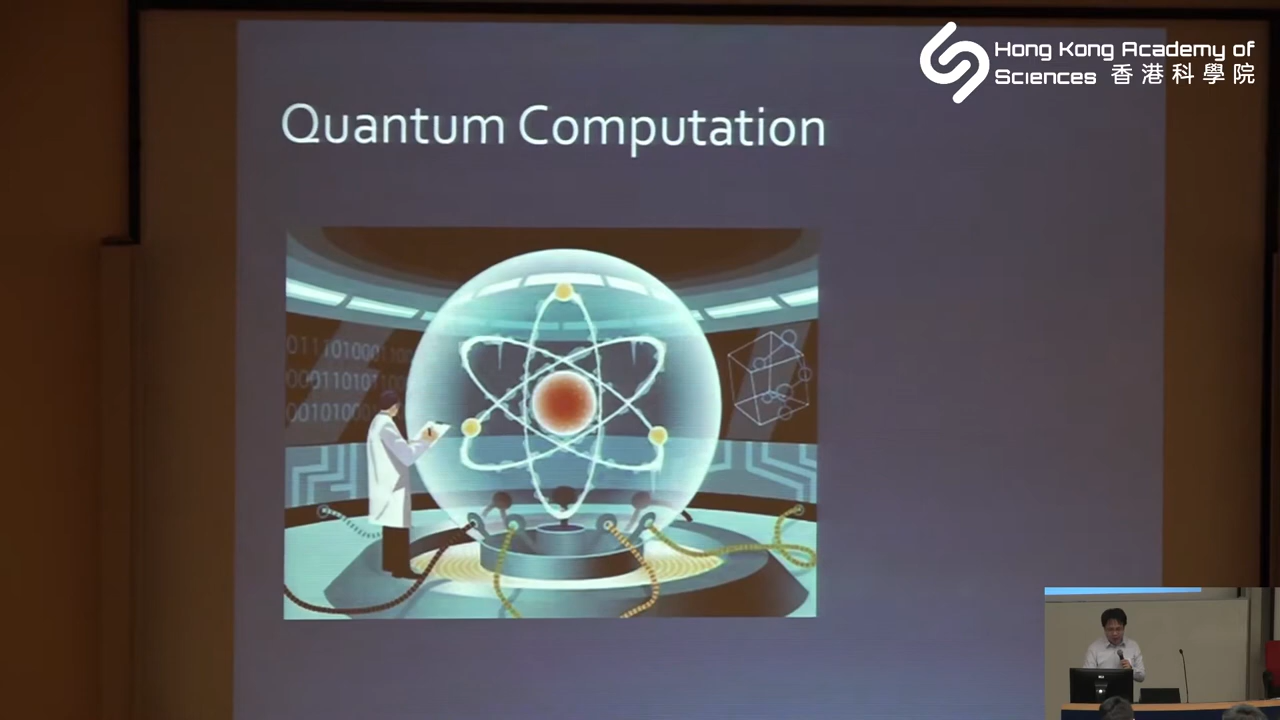 Hong Kong Academy of
Sciences 香港科學院
Quantum Computation